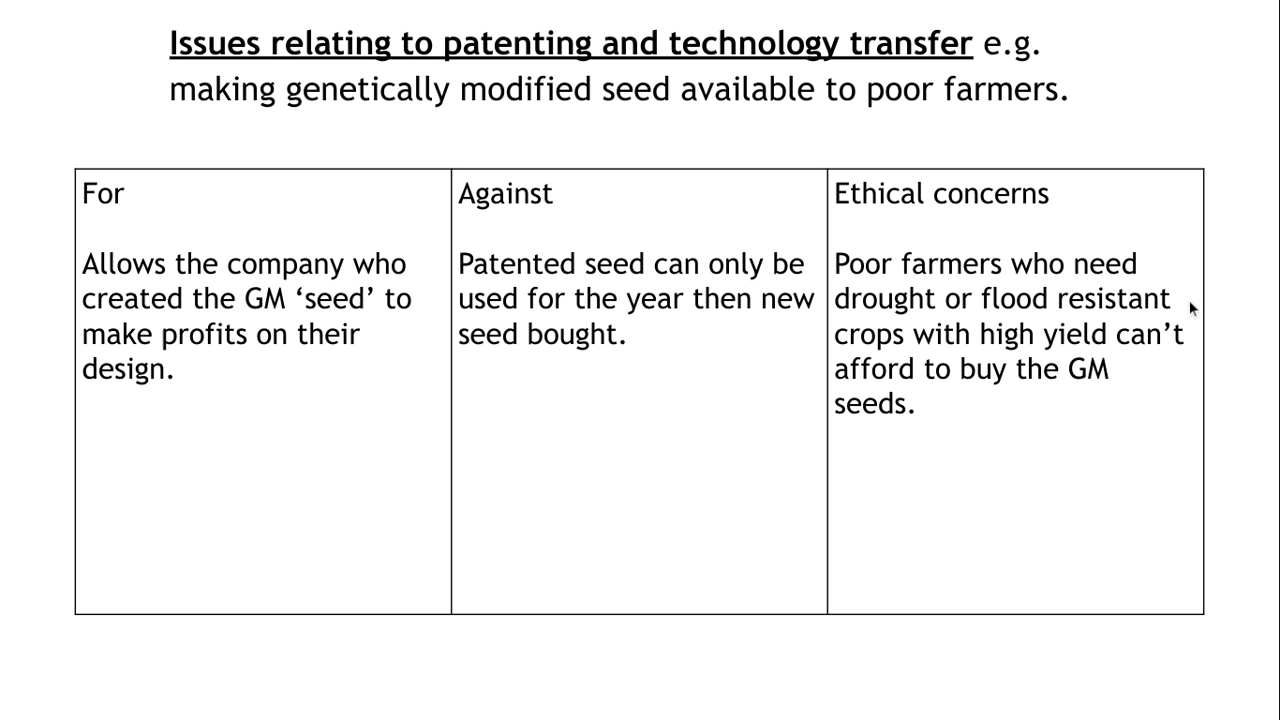 Issues relating to patenting and technology transfer e.g.
making genetically modified seed available to poor farmers.
For
Allows the company who
created the GM ‘seed’ to
make profits on their
design.
Against
Patented seed can only be
used for the year then new
seed bought.
Ethical concerns
Poor farmers who need
drought or flood resistant
crops with high yield can’t
afford to buy the GM
seeds.